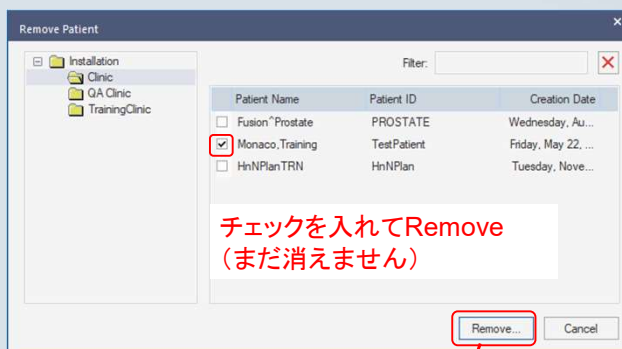 Remove Patient
Installation
Clinic
QA Clinic
TrainingClinic
Filter:
Patient Name Patient ID Creation Date
Fusion^Prostate PROSTATE Wednesday, Au...
Monaco,Training TestPatient Friday, May 22, ...
HnNPlanTRN HnNPlan Tuesday, Nove...
チェックを入れてRemove
（まだ消えません）
Remove... Cancel